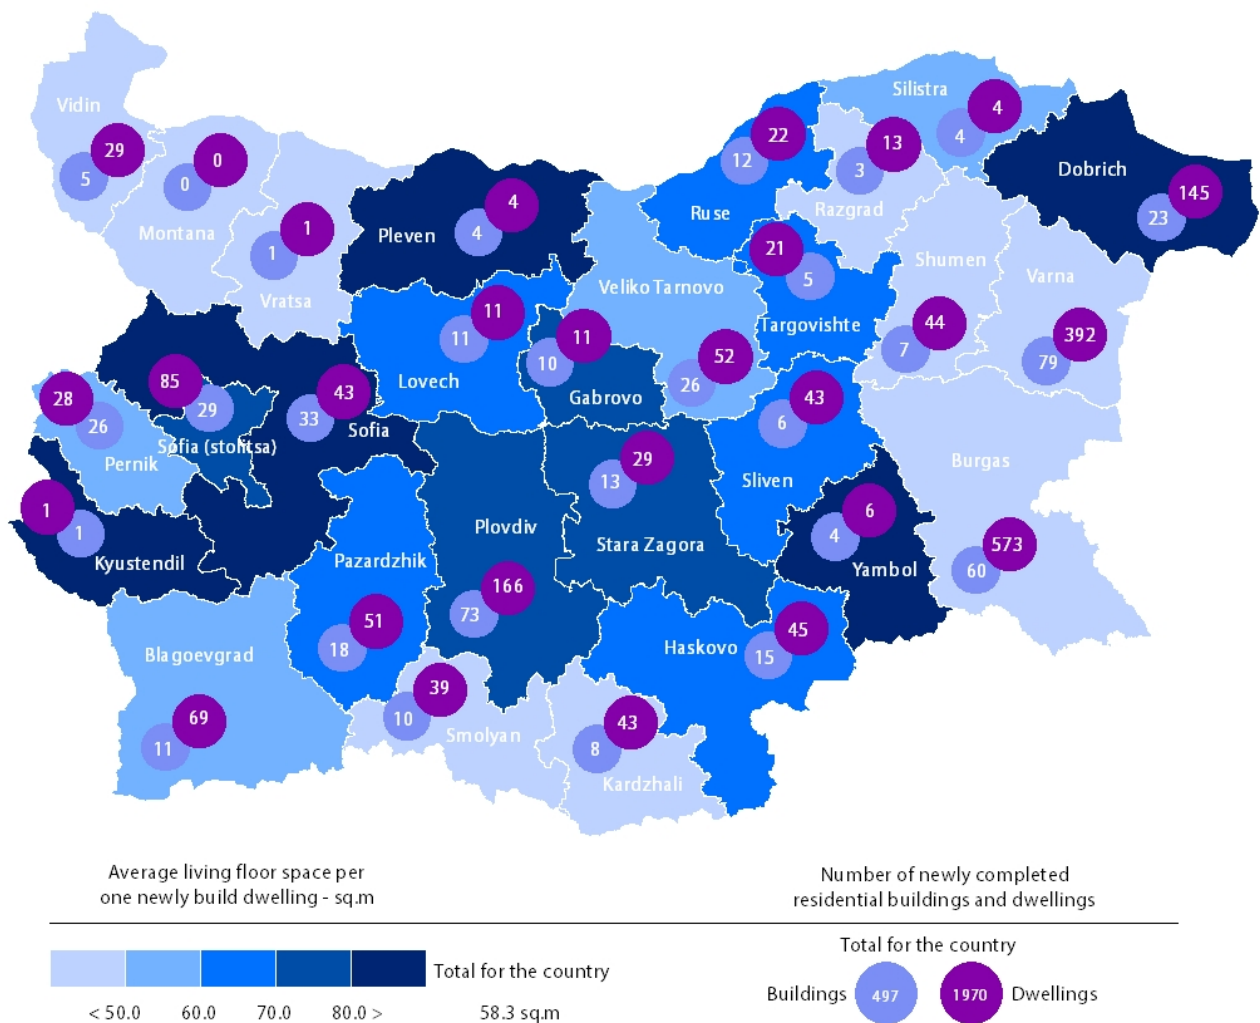 Silistra
4
4
Vidin
29
5
0
0
22
12
13
3
Dobrich
145
23
Ruse
Razgrad
Montana
1
1
Pleven
4
4
21
5
Shumen
Varna
Vratsa
Veliko Tarnovo
Targovishte
44
7
392
79
11
11
11
10
52
26
Lovech
Gabrovo
85
29
43
33
Sofia
28
26
Sofia (stolitsa)
Pernik
43
6
Sliven
Burgas
29
13
1
1
Kyustendil
Plovdiv
Stara Zagora
6
4
Yambol
573
60
Pazardzhik
166
73
51
18
Haskovo
45
15
Blagoevgrad
69
11
39
10
Smolyan
43
8
Kardzhali
Average living floor space per
one newly build dwelling - sq.m
Number of newly completed
residential buildings and dwellings
Total for the country
Total for the country
Buildings 497 1970 Dwellings
< 50.0 60.0 70.0 80.0 > 58.3 sq.m